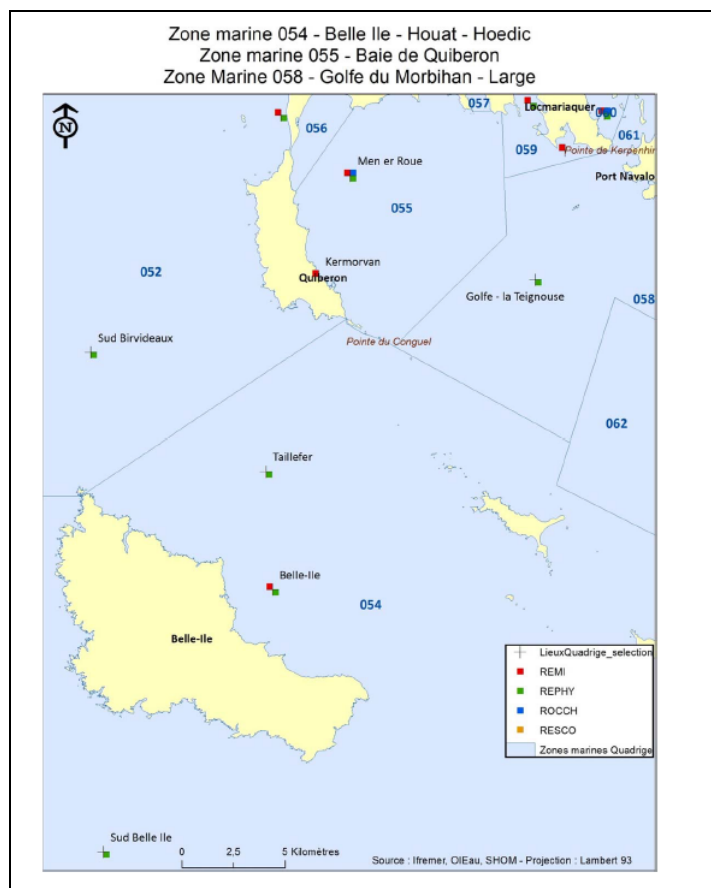 Zone marine 054 - Belle Ile - Houat - Hoedic
Zone marine 055 - Baie de Quiberon
Zone Marine 058 - Golfe du Morbihan - Large
N
057
Locmariaquer
060
056
061
059
Pointe de Kerpenhir
Men er Roue
Port Navalo
055
Kermorvan
052
Quiberon
Golfe - la Teignouse
058
Sud Birvideaux
Pointe du Conguel
062
Taillefer
Belle-Ile
054
Belle-Ile
LieuxQuadrige_selection
REMI
REPHY
ROCCH
RESCO
Zones marines Quadrige
Sud Belle Ile
0 2,5 5 Kilomètres
Source : Ifremer, OIEau, SHOM - Projection : Lambert 93